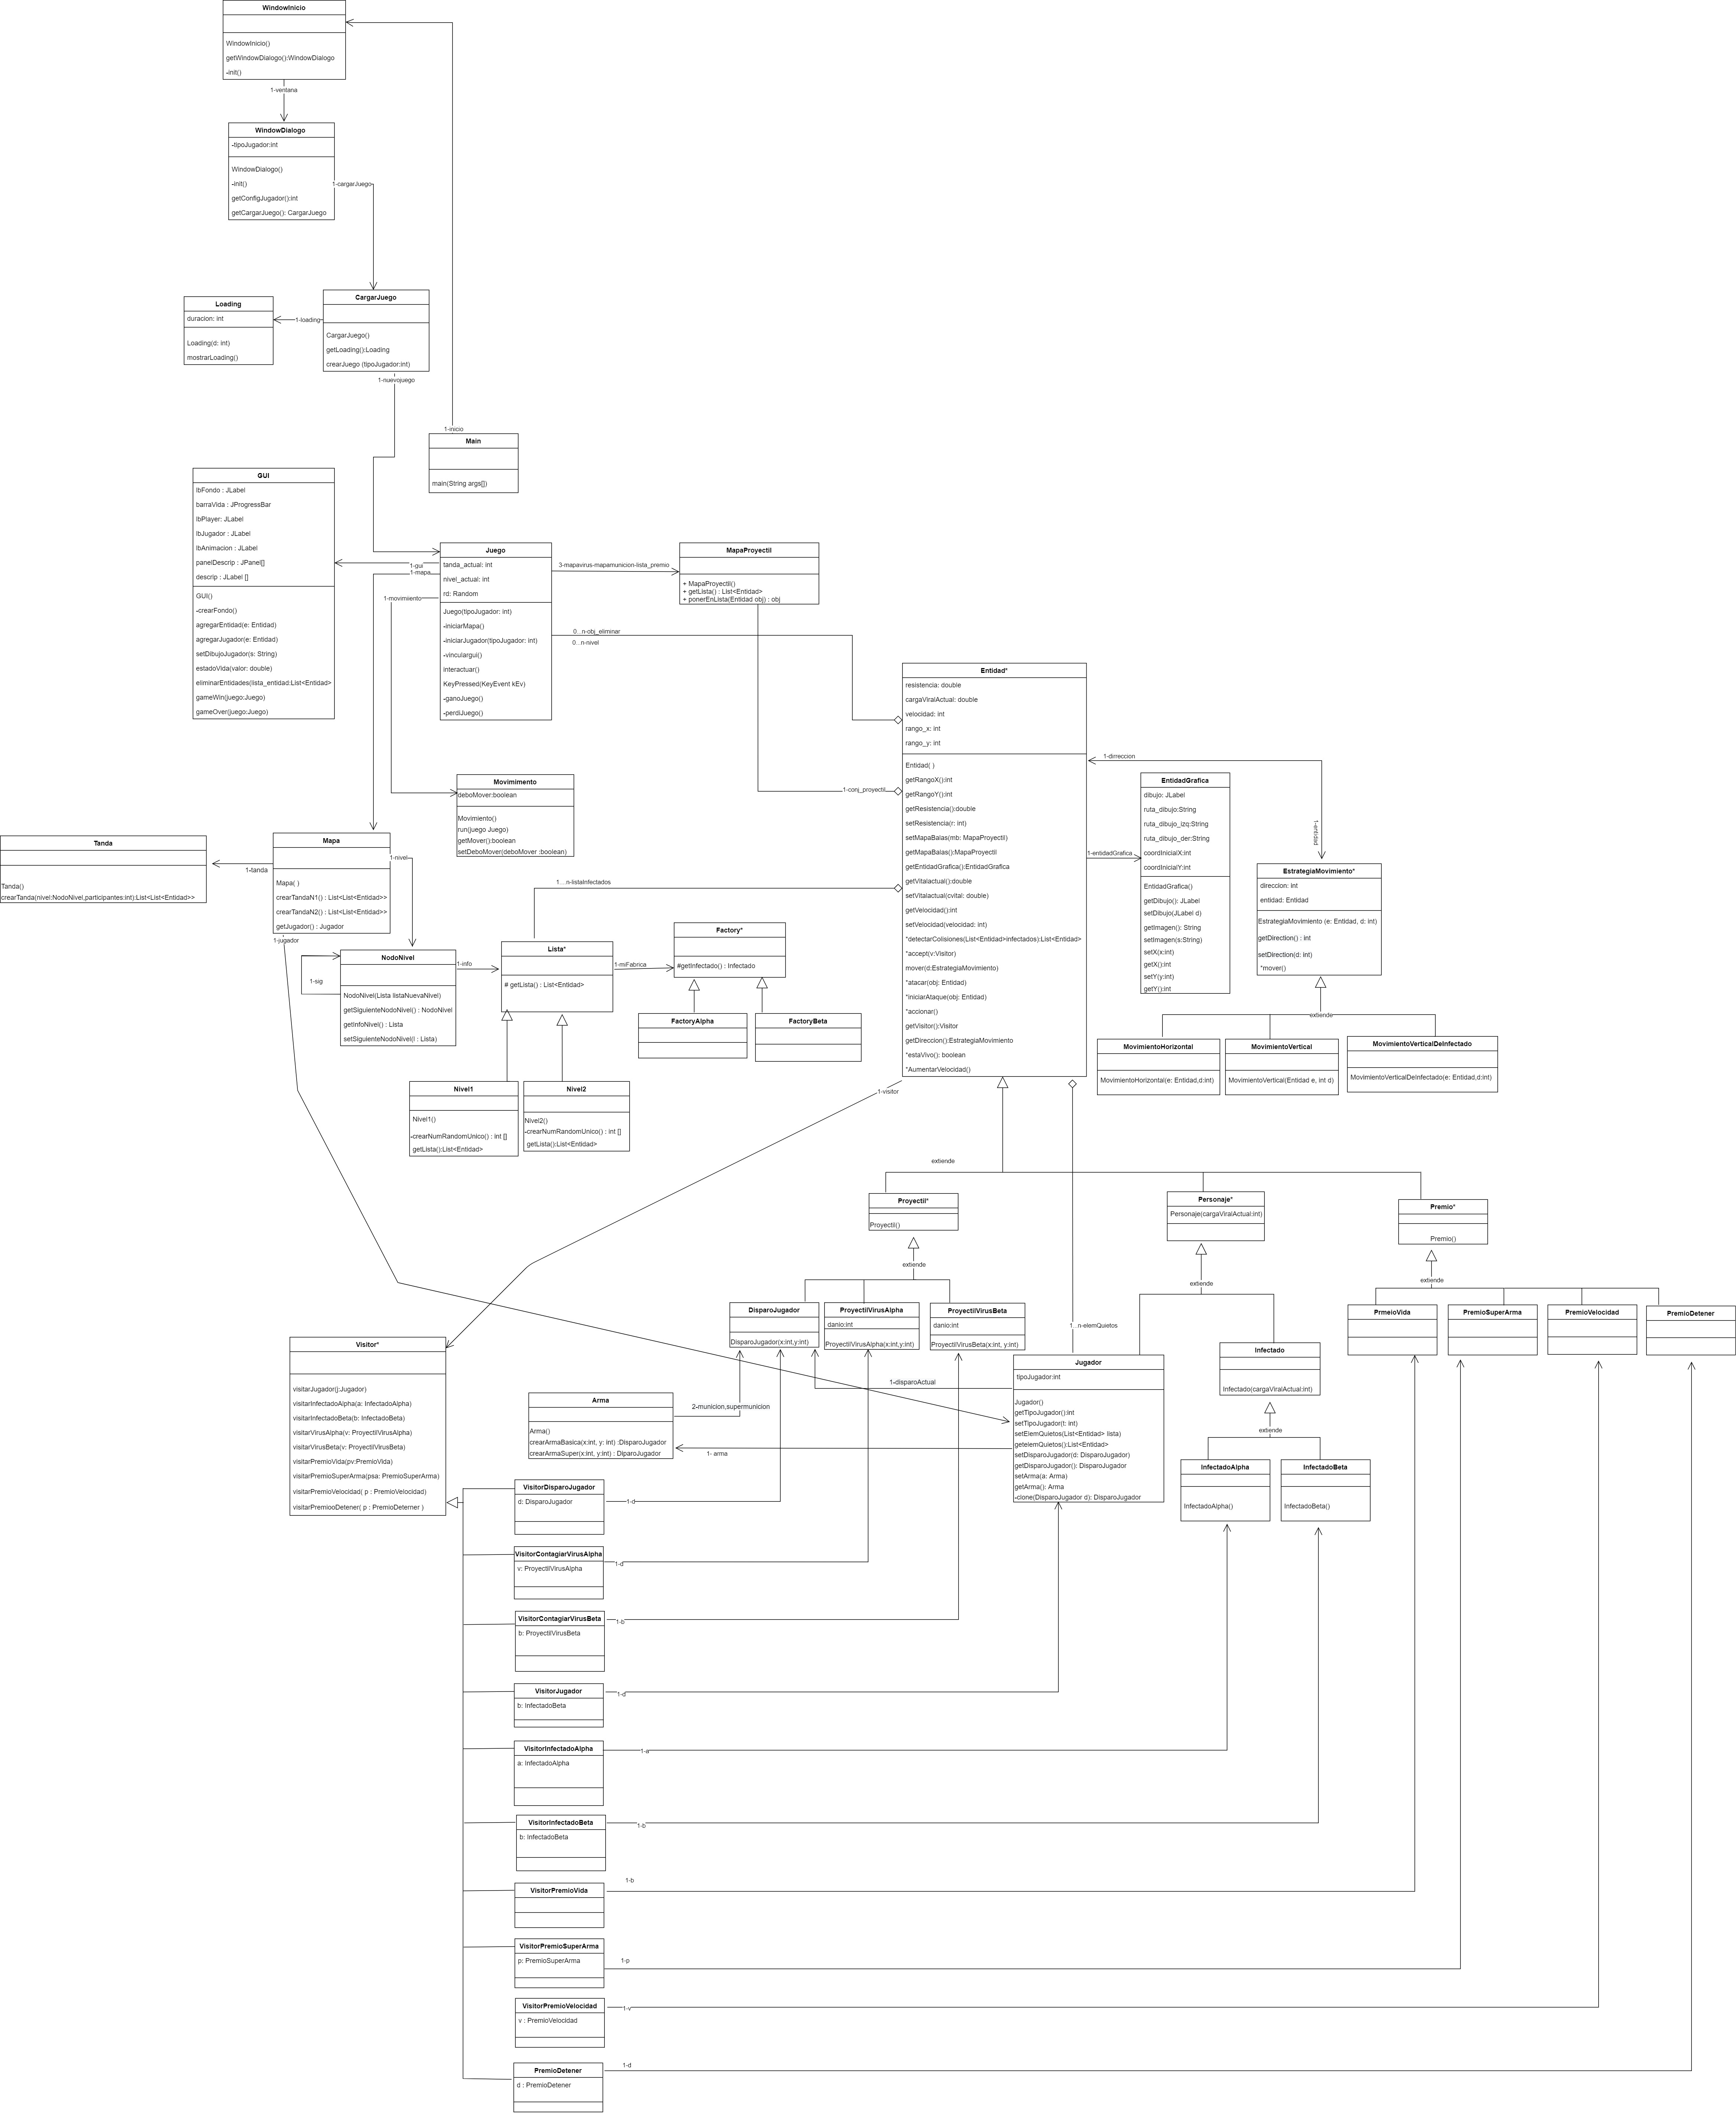 WindowInicio
WindowInicio()
getWindowDialogo():WindowDialogo
-init()
1-ventana
WindowDialogo
-tipoJugador:int
WindowDialogo()
-init()
getConfigJugador():int
getCargarJuego(): CargarJuego
1-cargarJuego
Loading
duracion: int
Loading(d: int)
mostrarLoading()
1-loading
CargarJuego
CargarJuego()
getLoading():Loading
crearJuego (tipoJugador:int)
1-nuevojuego
1-inicio
Main
main(String args[])
GUI
lbFondo : JLabel
barraVida : JProgressBar
lbPlayer: JLabel
lbJugador : JLabel
lbAnimacion : JLabel
panelDescrip : JPanel[]
descrip : JLabel []
GUI()
-crearFondo()
agregarEntidad(e: Entidad)
agregarJugador(e: Entidad)
setDibujoJugador(s: String)
estadoVida(valor: double)
eliminarEntidades(lista_entidad:List<Entidad>
gameWin(juego:Juego)
gameOver(juego:Juego)
1-gui
1-mapa
1-movimiiento
Juego
tanda_actual: int
nivel_actual: int
rd: Random
Juego(tipoJugador: int)
-iniciarMapa()
-iniciarJugador(tipoJugador: int)
-vinculargui()
interactuar()
KeyPressed(KeyEvent kEv)
-ganoJuego()
-perdiJuego()
3-mapavirus-mapamunicion-lista_premio
MapaProyectil
+ MapaProyectil()
+ getLista() : List<Entidad>
+ ponerEnLista(Entidad obj) : obj
0...n-obj_eliminar
0...n-nivel
Entidad*
resistencia: double
cargaViralActual: double
velocidad: int
rango_x: int
rango_y: int
Entidad( )
getRangoX():int
getRangoY():int
getResistencia():double
setResistencia(r: int)
setMapaBalas(mb: MapaProyectil)
getMapaBalas():MapaProyectil
getEntidadGrafica():EntidadGrafica
getVitalactual():double
setVitalactual(cvital: double)
getVelocidad():int
setVelocidad(velocidad: int)
*detectarColisiones(List<Entidad>infectados):List<Entidad>
*accept(v:Visitor)
mover(d:EstrategiaMovimiento)
*atacar(obj: Entidad)
*iniciarAtaque(obj: Entidad)
*accionar()
getVisitor():Visitor
getDireccion():EstrategiaMovimiento
*estaVivo(): boolean
*AumentarVelocidad()
1-conj_proyectil
1-dirreccion
1-entidad
1-entidadGrafica
EntidadGrafica
dibujo: JLabel
ruta_dibujo:String
ruta_dibujo_izq:String
ruta_dibujo_der:String
coordInicialX:int
coordInicialY:int
EntidadGrafica()
getDibujo(): JLabel
setDibujo(JLabel d)
getImagen(): String
setImagen(s:String)
setX(x:int)
getX():int
setY(y:int)
getY():int
EstrategiaMovimiento*
direccion: int
entidad: Entidad
EstrategiaMovimiento (e: Entidad, d: int)
getDirection() : int
setDirection(d: int)
*mover()
extiende
MovimientoHorizontal
MovimientoHorizontal(e: Entidad,d:int)
MovimientoVertical
MovimientoVertical(Entidad e, int d)
MovimientoVerticalDeInfectado
MovimientoVerticalDeInfectado(e: Entidad,d:int)
Movimimento
deboMover:boolean
Movimiento()
run(juego Juego)
getMover():boolean
setDeboMover(deboMover :boolean)
Tanda
Tanda()
crearTanda(nivel:NodoNivel,participantes:int):List<List<Entidad>>
1-tanda
Mapa
Mapa( )
crearTandaN1() : List<List<Entidad>>
crearTandaN2() : List<List<Entidad>>
getJugador() : Jugador
1-nivel
1-jugador
NodoNivel
NodoNivel(Lista listaNuevaNivel)
getSiguienteNodoNivel() : NodoNivel
getInfoNivel() : Lista
setSiguienteNodoNivel(l : Lista)
1-sig
1-info
1...n-listaInfectados
Lista*
# getLista() : List<Entidad>
1-miFabrica
Factory*
#getInfectado() : Infectado
FactoryAlpha
FactoryBeta
Nivel1
Nivel1()
-crearNumRandomUnico() : int []
getLista():List<Entidad>
Nivel2
Nivel2()
-crearNumRandomUnico() : int []
getLista():List<Entidad>
1-visitor
extiende
Proyectil*
Proyectil()
Personaje*
Personaje(cargaViralActual:int)
Premio*
Premio()
extiende
extiende
extiende
DisparoJugador
DisparoJugador(x:int,y:int)
ProyectilVirusAlpha
danio:int
ProyectilVirusAlpha(x:int,y:int)
ProyectilVirusBeta
danio:int
ProyectilVirusBeta(x:int, y:int)
1...n-elemQuietos
PrmeioVida
PremioSuperArma
PremioVelocidad
PremioDetener
Visitor*
visitarJugador(j:Jugador)
visitarInfectadoAlpha(a: InfectadoAlpha)
visitarInfectadoBeta(b: InfectadoBeta)
visitarVirusAlpha(v: ProyectilVirusAlpha)
visitarVirusBeta(v: ProyectilVirusBeta)
visitarPremioVida(pv:PremioVida)
visitarPremioSuperArma(psa: PremioSuperArma)
visitarPremioVelocidad( p : PremioVelocidad)
visitarPremiooDetener( p : PremioDeterner )
Arma
Arma()
crearArmaBasica(x:int, y: int) :DisparoJugador
crearArmaSuper(x:int, y:int) : DiparoJugador
2-municion,supermunicion
1-disparoActual
1- arma
Jugador
tipoJugador:int
Jugador()
getTipoJugador():int
setTipoJugador(t: int)
setElemQuietos(List<Entidad> lista)
getelemQuietos():List<Entidad>
setDisparoJugador(d: DisparoJugador)
getDisparoJugador(): DisparoJugador
setArma(a: Arma)
getArma(): Arma
-clone(DisparoJugador d): DisparoJugador
Infectado
Infectado(cargaViralActual:int)
extiende
InfectadoAlpha
InfectadoAlpha()
InfectadoBeta
InfectadoBeta()
VisitorDisparoJugador
d: DisparoJugador
1-d
VisitorContagiarVirusAlpha
v: ProyectilVirusAlpha
1-d
VisitorContagiarVirusBeta
b: ProyectilVirusBeta
1-b
VisitorJugador
b: InfectadoBeta
1-d
VisitorInfectadoAlpha
a: InfectadoAlpha
1-a
VisitorInfectadoBeta
b: InfectadoBeta
1-b
VisitorPremioVida
1-b
VisitorPremioSuperArma
p: PremioSuperArma
1-p
VisitorPremioVelocidad
v : PremioVelocidad
1-v
PremioDetener
d : PremioDetener
1-d